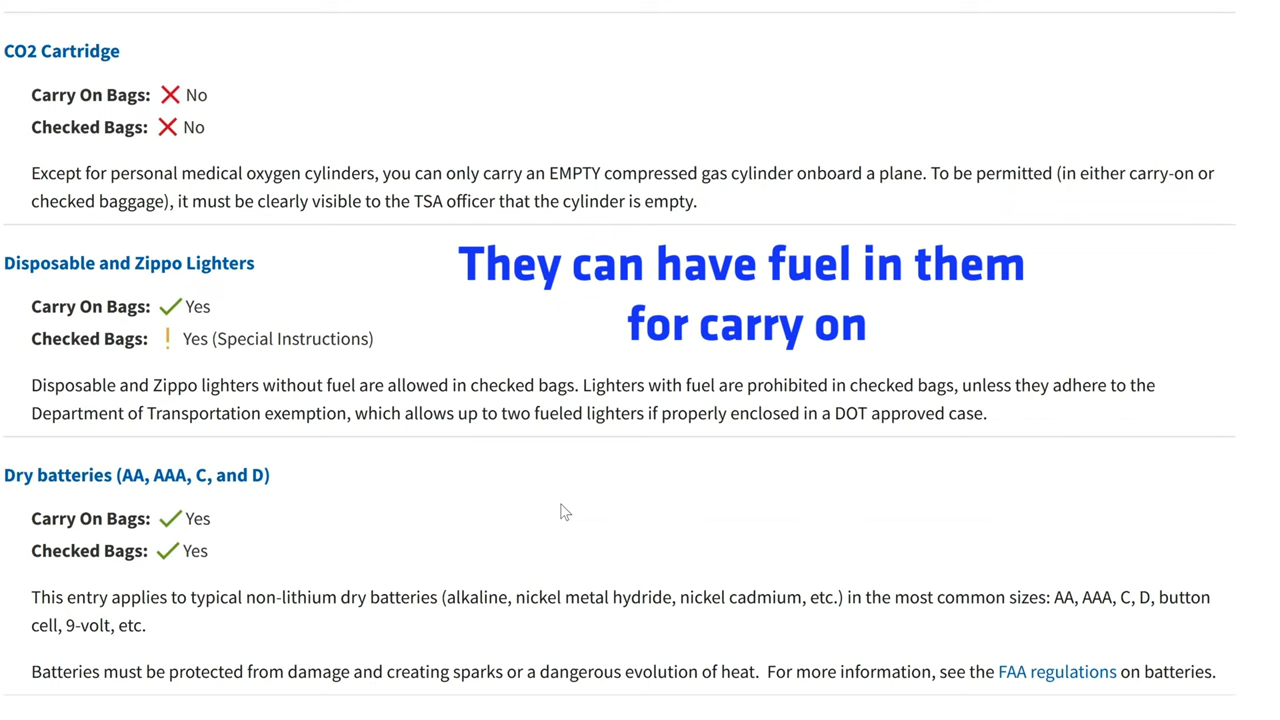 CO2 Cartridge
Carry On Bags: No
Checked Bags: No
Except for personal medical oxygen cylinders, you can only carry an EMPTY compressed gas cylinder onboard a plane. To be permitted (in either carry-on or
checked baggage), it must be clearly visible to the TSA officer that the cylinder is empty.
Disposable and Zippo Lighters
They can have fuel in them
for carry on
Carry On Bags: Yes
Checked Bags: Yes (Special Instructions)
Disposable and Zippo lighters without fuel are allowed in checked bags. Lighters with fuel are prohibited in checked bags, unless they adhere to the
Department of Transportation exemption, which allows up to two fueled lighters if properly enclosed in a DOT approved case.
Dry batteries (AA, AAA, C, and D)
Carry On Bags: Yes
Checked Bags: Yes
This entry applies to typical non-lithium dry batteries (alkaline, nickel metal hydride, nickel cadmium, etc.) in the most common sizes: AA, AAA, C, D, button
cell, 9-volt, etc.
Batteries must be protected from damage and creating sparks or a dangerous evolution of heat.  For more information, see the FAA regulations on batteries.